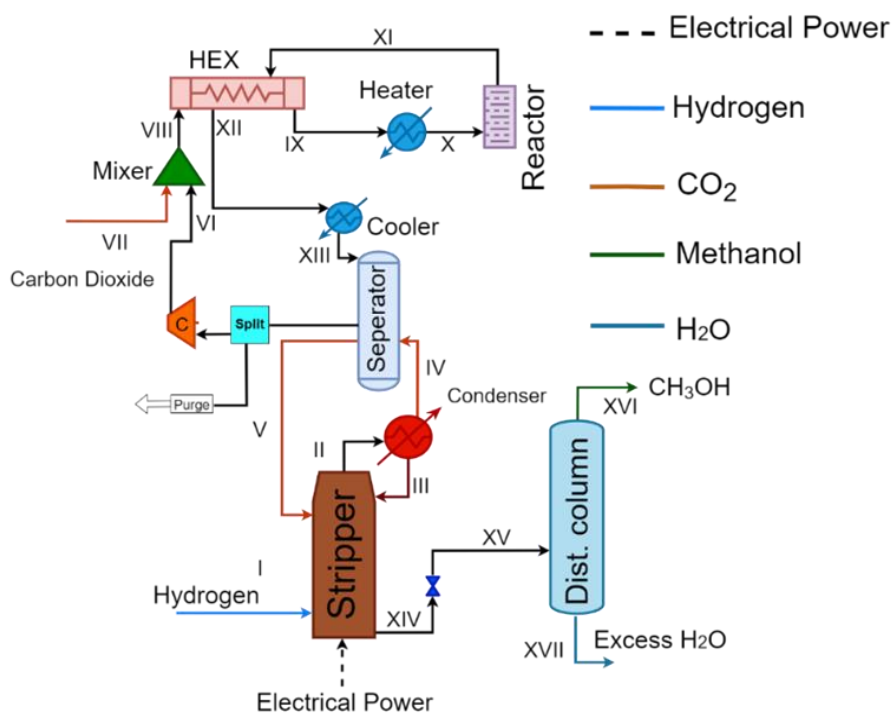 XI
Electrical Power
HEX
Heater
Hydrogen
VIII
XII
IX
X
Reactor
Mixer
CO2
VI
VII
Cooler
Methanol
XIII
Carbon Dioxide
Seperator
H2O
C
Split
IV
CH3OH
Purge
Condenser
XVI
V
II
III
Stripper
Dist. column
XV
I
Hydrogen
XIV
XVII
Excess H2O
Electrical Power